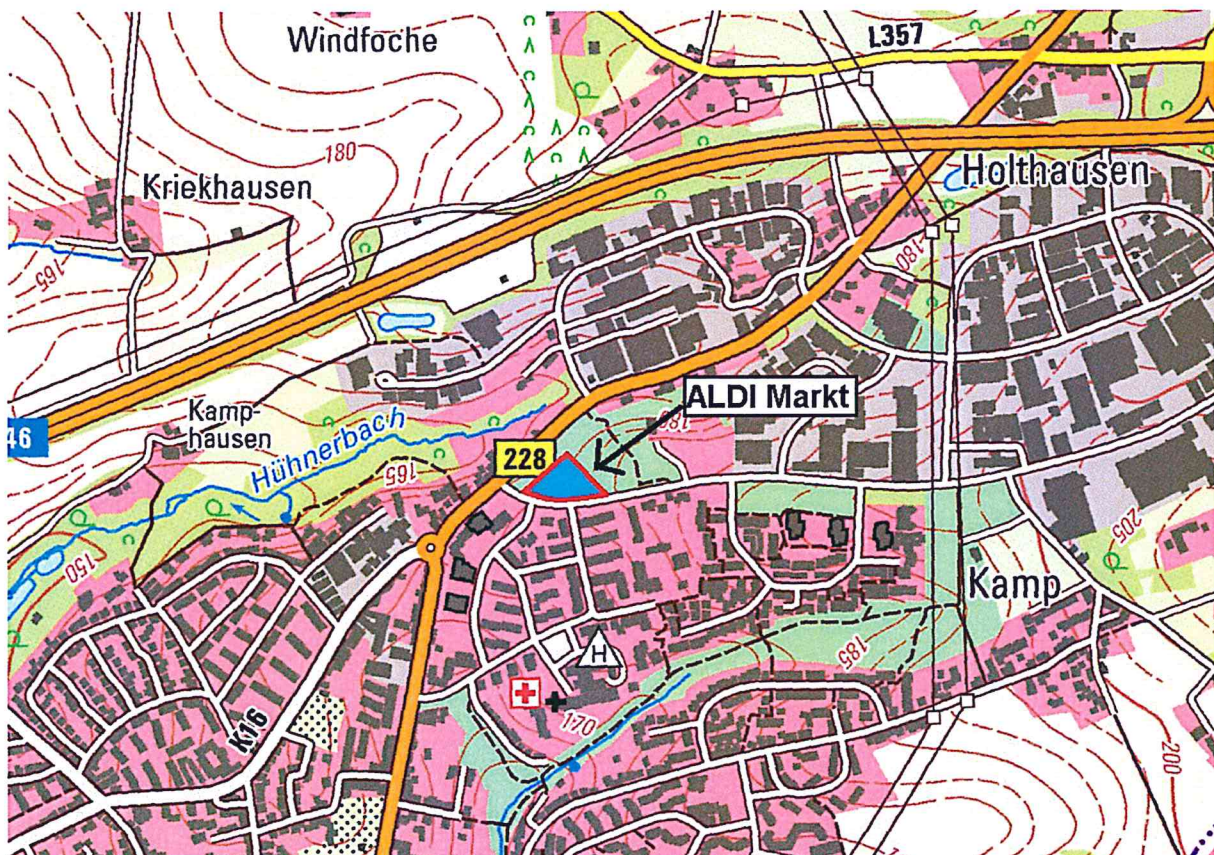 Windfoche
L357
180
Kriekhausen
Holthausen
165
180
Kamp-
hausen
ALDI Markt
46
Hühnerbach
180
228
165
205
150
Kamp
H
185
K16
170
200